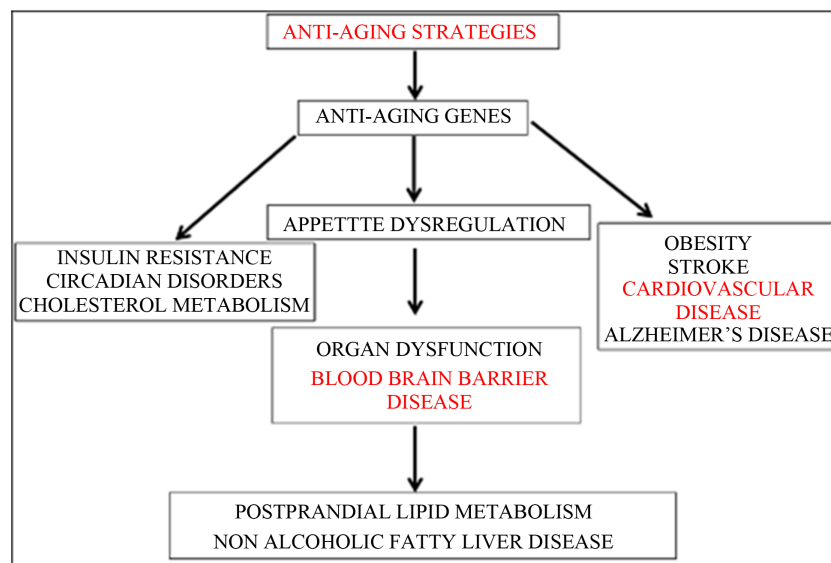 ANTI-AGING STRATEGIES
ANTI-AGING GENES
APPETTTE DYSREGULATION
INSULIN RESISTANCE
CIRCADIAN DISORDERS
CHOLESTEROL METABOLISM
OBESITY
STROKE
CARDIOVASCULAR
DISEASE
ALZHEIMER’S DISEASE
ORGAN DYSFUNCTION
BLOOD BRAIN BARRIER
DISEASE
POSTPRANDIAL LIPID METABOLISM
NON ALCOHOLIC FATTY LIVER DISEASE